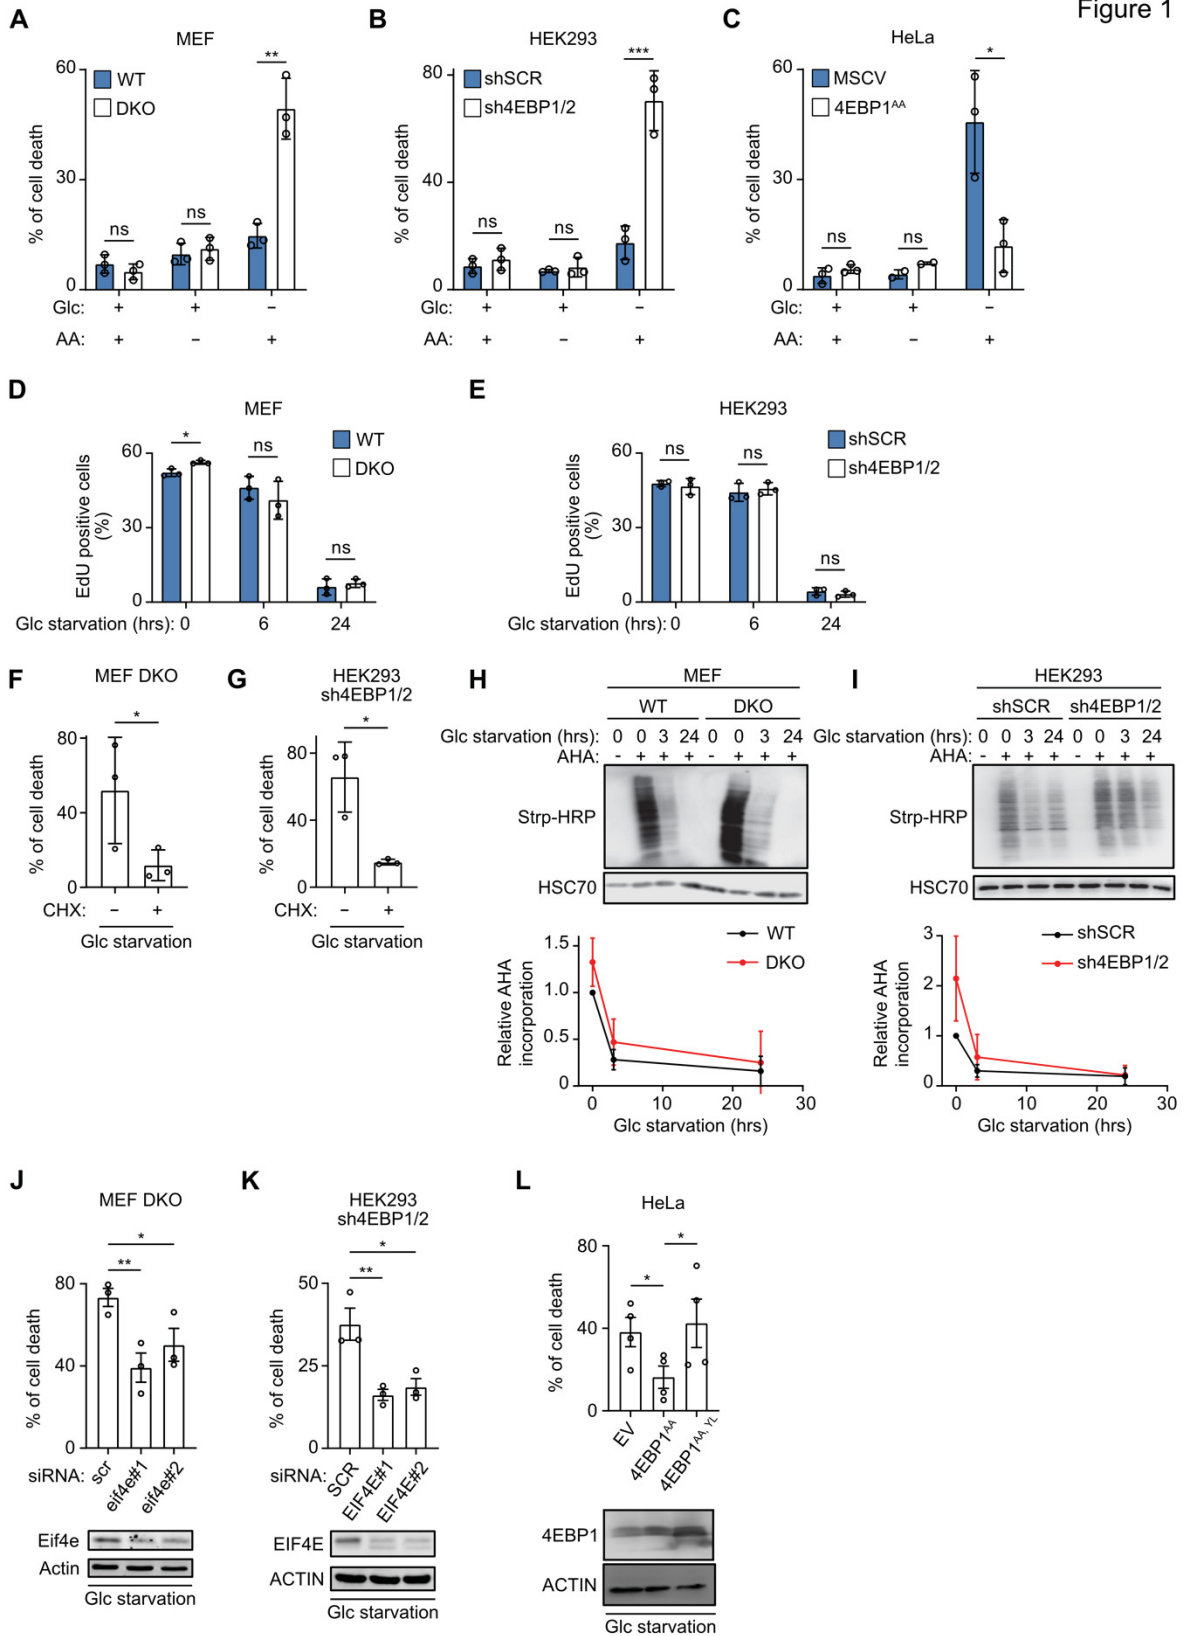 Figure 1
A
MEF
WT
DKO
**
ns
ns
% of cell death
60
30
0
Glc: + + −
AA: + − +
B
HEK293
shSCR
sh4EBP1/2
***
ns
ns
% of cell death
80
40
0
Glc: + + −
AA: + − +
C
HeLa
MSCV
4EBP1AA
*
ns
ns
% of cell death
60
30
0
Glc: + + −
AA: + − +
D
MEF
WT
DKO
*
ns
ns
EdU positive cells
(%)
60
30
0
Glc starvation (hrs): 0 6 24
E
HEK293
shSCR
sh4EBP1/2
ns
ns
ns
EdU positive cells
(%)
60
30
0
Glc starvation (hrs): 0 6 24
F
MEF DKO
*
% of cell death
80
40
0
CHX: − +
Glc starvation
G
HEK293
sh4EBP1/2
*
% of cell death
80
40
0
CHX: − +
Glc starvation
H
MEF
WT DKO
Glc starvation (hrs): 0 0 3 24 0 0 3 24
AHA: - + + + - + + +
Strp-HRP
HSC70
WT
DKO
Relative AHA
incorporation
1.5
1.0
0.5
0
0 10 20 30
Glc starvation (hrs)
I
HEK293
shSCR sh4EBP1/2
Glc starvation (hrs): 0 0 3 24 0 0 3 24
AHA: - + + + - + + +
Strp-HRP
HSC70
shSCR
sh4EBP1/2
Relative AHA
incorporation
3
2
1
0
0 10 20 30
Glc starvation (hrs)
J
MEF DKO
*
**
% of cell death
80
40
0
siRNA: scr eif4e#1 eif4e#2
Eif4e
Actin
Glc starvation
K
HEK293
sh4EBP1/2
*
**
% of cell death
50
25
0
siRNA: SCR EIF4E#1 EIF4E#2
EIF4E
ACTIN
Glc starvation
L
HeLa
*
*
% of cell death
80
40
0
EV 4EBP1AA 4EBP1AA, YL
4EBP1
ACTIN
Glc starvation